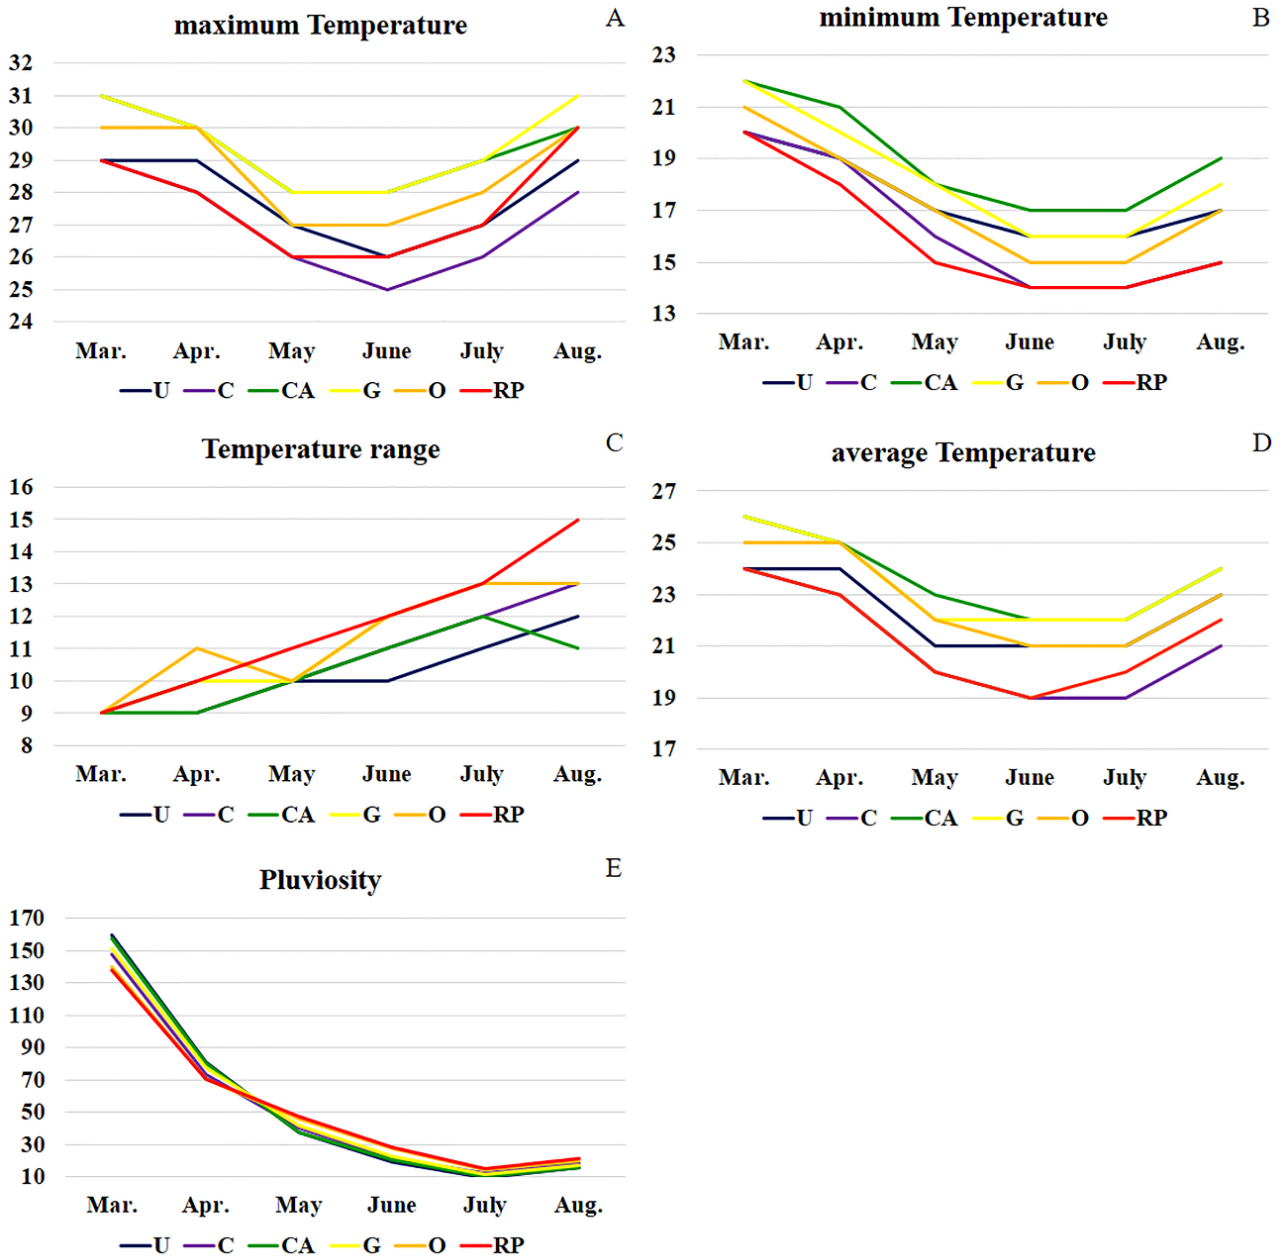 maximum Temperature A
32
31
30
29
28
27
26
25
24
Mar. Apr. May June July Aug.
U C CA G O RP
minimum Temperature B
23
21
19
17
15
13
Mar. Apr. May June July Aug.
U C CA G O RP
Temperature range C
16
15
14
13
12
11
10
9
8
Mar. Apr. May June July Aug.
U C CA G O RP
average Temperature D
27
25
23
21
19
17
Mar. Apr. May June July Aug.
U C CA G O RP
Pluviosity E
170
150
130
110
90
70
50
30
10
Mar. Apr. May June July Aug.
U C CA G O RP